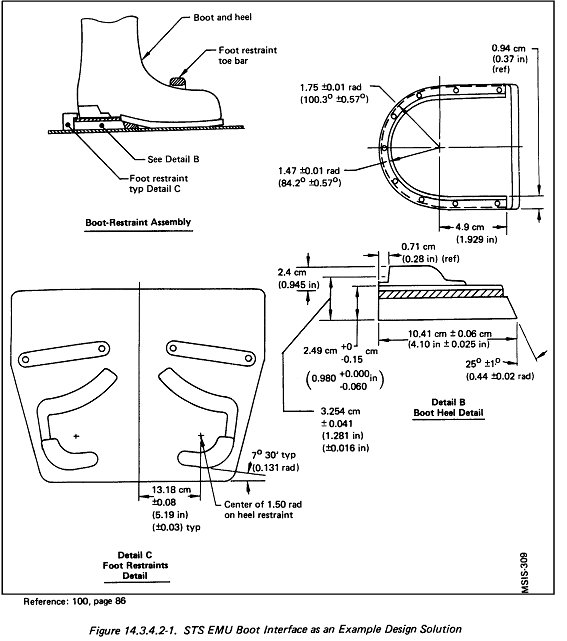 Boot and heel
Foot restraint
toe bar
See Detail B
Foot restraint
typ Detail C
Boot-Restraint Assembly
0.94 cm
(0.37 in)
(ref)
1.75 ±0.01 rad
(100.3° ±0.57°)
1.47 ±0.01 rad
(84.2° ±0.57°)
4.9 cm
(1.929 in)
0.71 cm
(0.28 in) (ref)
2.4 cm
(0.945 in)
10.41 cm ± 0.06 cm
(4.10 in ± 0.025 in)
2.49 cm +0 -0.15 cm
(0.980 +0.000 -0.060 in)
25° ±1°
(0.44 ±0.02 rad)
3.254 cm
± 0.041
(1.281 in)
(±0.016 in)
Detail B
Boot Heel Detail
7° 30' typ
(0.131 rad)
13.18 cm
±0.08
(5.19 in)
(±0.03) typ
Center of 1.50 rad
on heel restraint
Detail C
Foot Restraints
Detail
MSIS-309
Reference: 100, page 86
Figure 14.3.4.2-1. STS EMU Boot Interface as an Example Design Solution